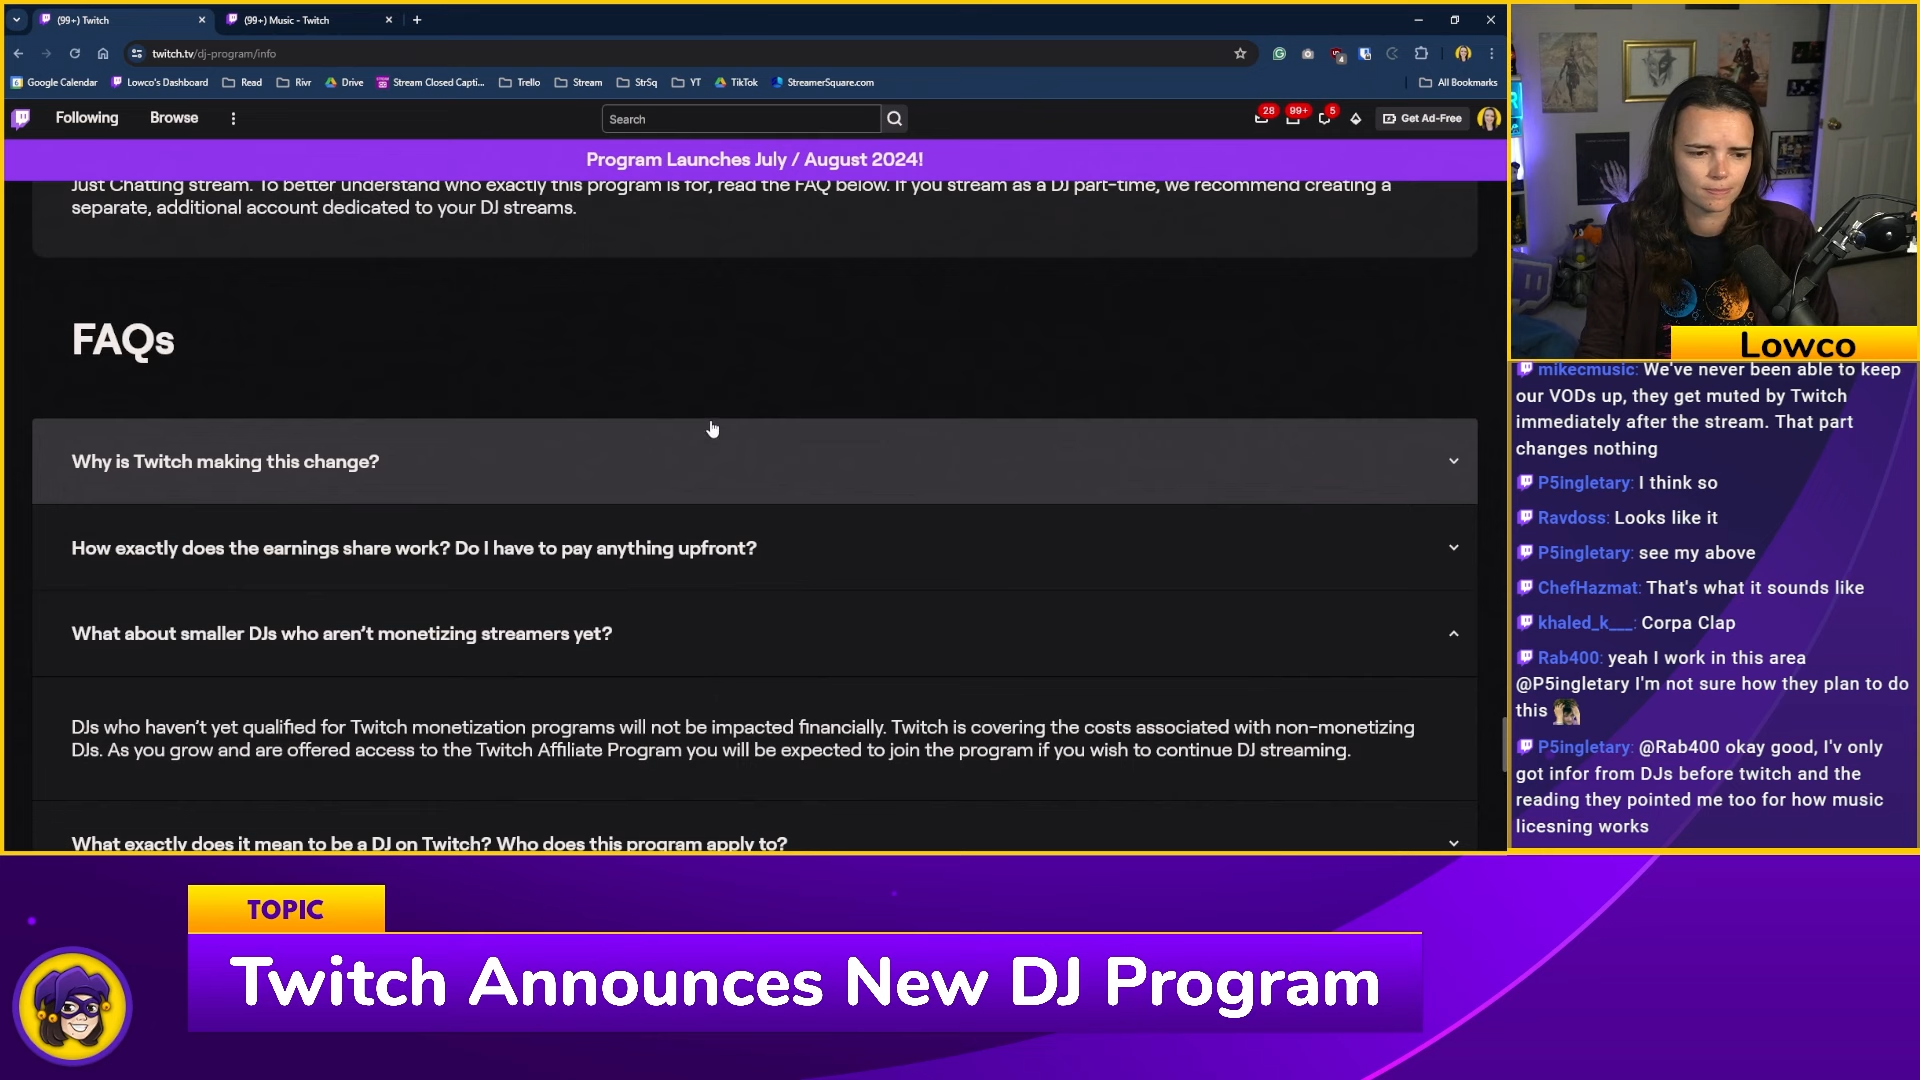 (99+) Twitch
(99+) Music - Twitch
twitch.tv/dj-program/info
Google Calendar
Lowco's Dashboard
Read
Rivr
Drive
Stream Closed Capti...
Trello
Stream
StrSq
YT
TikTok
StreamerSquare.com
All Bookmarks
Following
Browse
Search
28
99+
5
Get Ad-Free
Program Launches July / August 2024!
Just Chatting stream. To better understand who exactly this program is for, read the FAQ below. If you stream as a DJ part-time, we recommend creating a
separate, additional account dedicated to your DJ streams.
FAQs
Why is Twitch making this change?
How exactly does the earnings share work? Do I have to pay anything upfront?
What about smaller DJs who aren't monetizing streamers yet?
DJs who haven't yet qualified for Twitch monetization programs will not be impacted financially. Twitch is covering the costs associated with non-monetizing
DJs. As you grow and are offered access to the Twitch Affiliate Program you will be expected to join the program if you wish to continue DJ streaming.
What exactly does it mean to be a DJ on Twitch? Who does this program apply to?
Lowco
mikecmusic: We've never been able to keep
our VODs up, they get muted by Twitch
immediately after the stream. That part
changes nothing
P5ingletary: I think so
Ravdoss: Looks like it
P5ingletary: see my above
ChefHazmat: That's what it sounds like
khaled_k___: Corpa Clap
Rab400: yeah I work in this area
@P5ingletary I'm not sure how they plan to do
this
P5ingletary: @Rab400 okay good, I'v only
got infor from DJs before twitch and the
reading they pointed me too for how music
licesning works
TOPIC
Twitch Announces New DJ Program